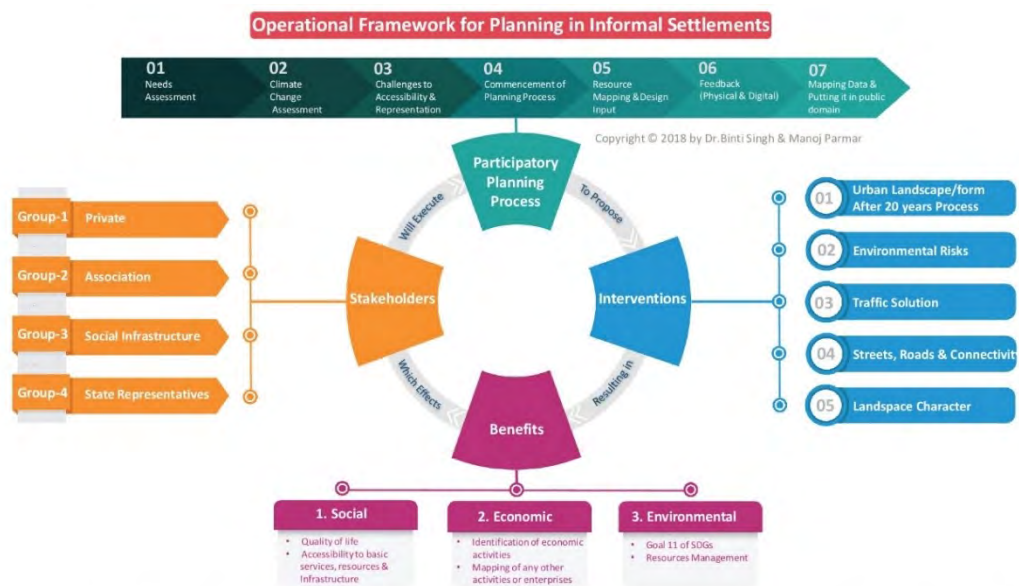 Operational Framework for Planning in Informal Settlements
01
Needs
Assessment
02
Climate
Change
Assessment
03
Challenges to
Accessibility &
Representation
04
Commencement of
Planning Process
05
Resource
Mapping &Design
Input
06
Feedback
(Physical & Digital)
07
Mapping Data &
Putting it in public
domain
Copyright © 2018 by Dr.Binti Singh & Manoj Parmar
Participatory
Planning
Process
Will Execute
To Propose
Stakeholders
Interventions
Which Effects
Resulting in
Benefits
Group-1 Private
Group-2 Association
Group-3 Social Infrastructure
Group-4 State Representatives
01 Urban Landscape/form
After 20 years Process
02 Environmental Risks
03 Traffic Solution
04 Streets, Roads & Connectivity
05 Landspace Character
1. Social
• Quality of life
• Accessibility to basic
services, resources &
Infrastructure
2. Economic
• Identification of economic
activities
• Mapping of any other
activities or enterprises
3. Environmental
• Goal 11 of SDGs
• Resources Management